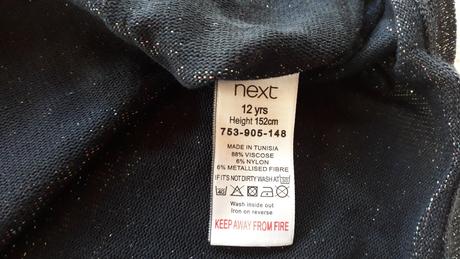 next
12 yrs
Height 152cm
753-905-148
MADE IN TUNISIA
88% VISCOSE
6% NYLON
6% METALLISED FIBRE
IF IT'S NOT DIRTY WASH AT
Wash inside out
Iron on reverse
KEEP AWAY FROM FIRE